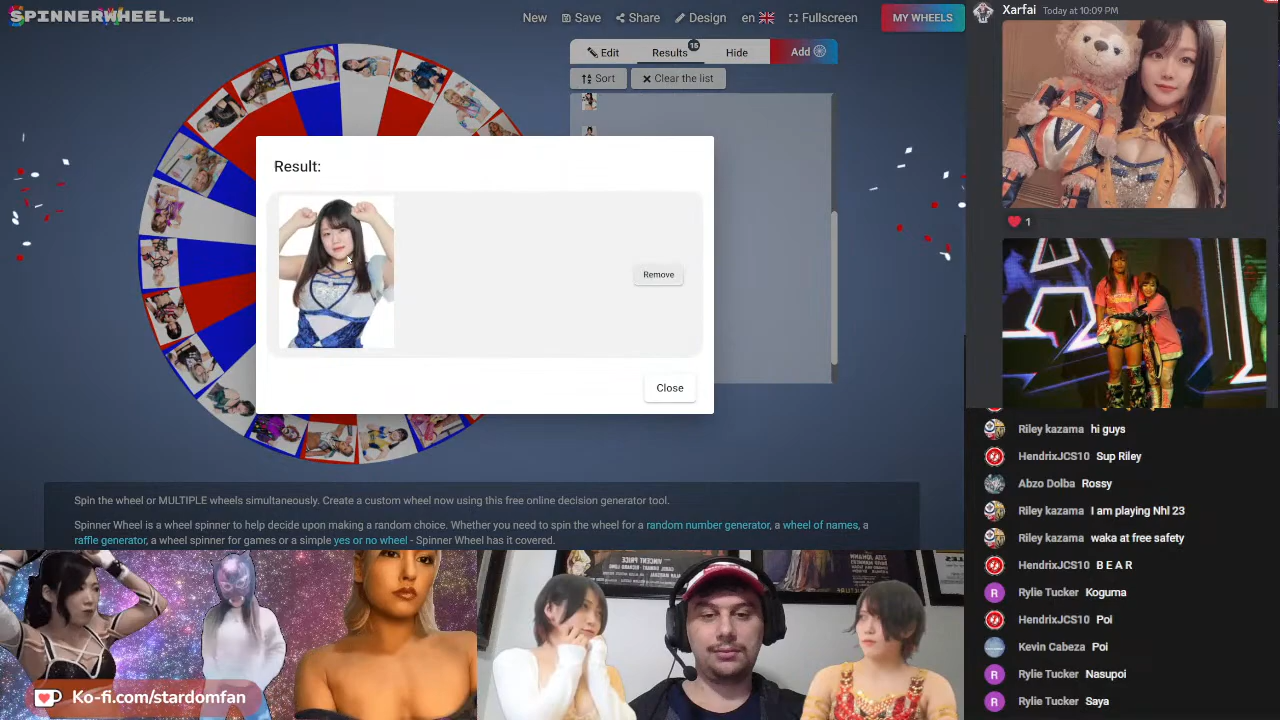 SPINNERWHEEL.COM
New
Save
Share
Design
en
Fullscreen
MY WHEELS
Edit
Results
Hide
Add
Sort
Clear the list
Result:
Remove
Close
Spin the wheel or MULTIPLE wheels simultaneously. Create a custom wheel now using this free online decision generator tool.
Spinner Wheel is a wheel spinner to help decide upon making a random choice. Whether you need to spin the wheel for a random number generator, a wheel of names, a
raffle generator, a wheel spinner for games or a simple yes or no wheel - Spinner Wheel has it covered.
Ko-fi.com/stardomfan
Xarfai Today at 10:09 PM
1
Riley kazama hi guys
HendrixJCS10 Sup Riley
Abzo Dolba Rossy
Riley kazama I am playing Nhl 23
Riley kazama waka at free safety
HendrixJCS10 B E A R
R Rylie Tucker Koguma
HendrixJCS10 Poi
Kevin Cabeza Poi
R Rylie Tucker Nasupoi
R Rylie Tucker Saya